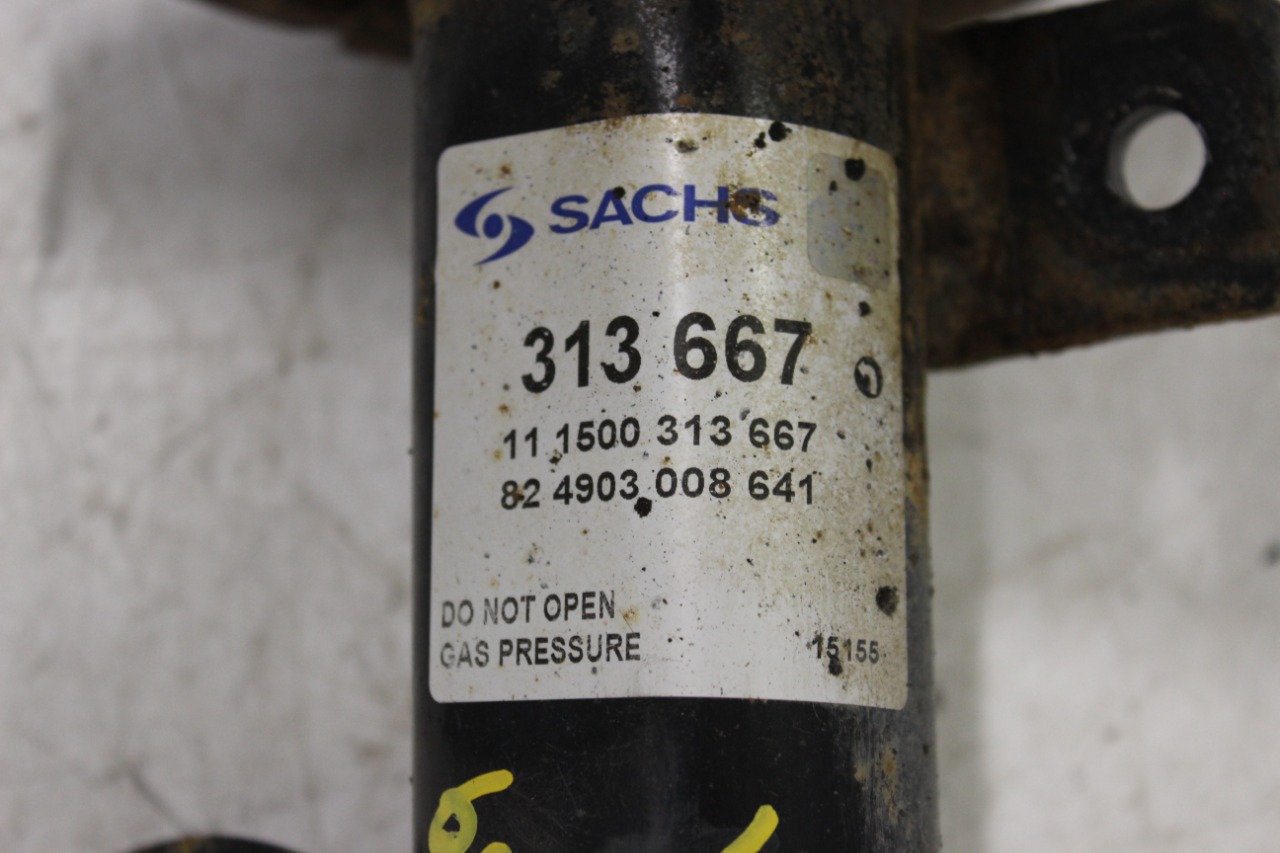 SACHS
313 667
11 1500 313 667
82 4903 008 641
DO NOT OPEN
GAS PRESSURE 15155